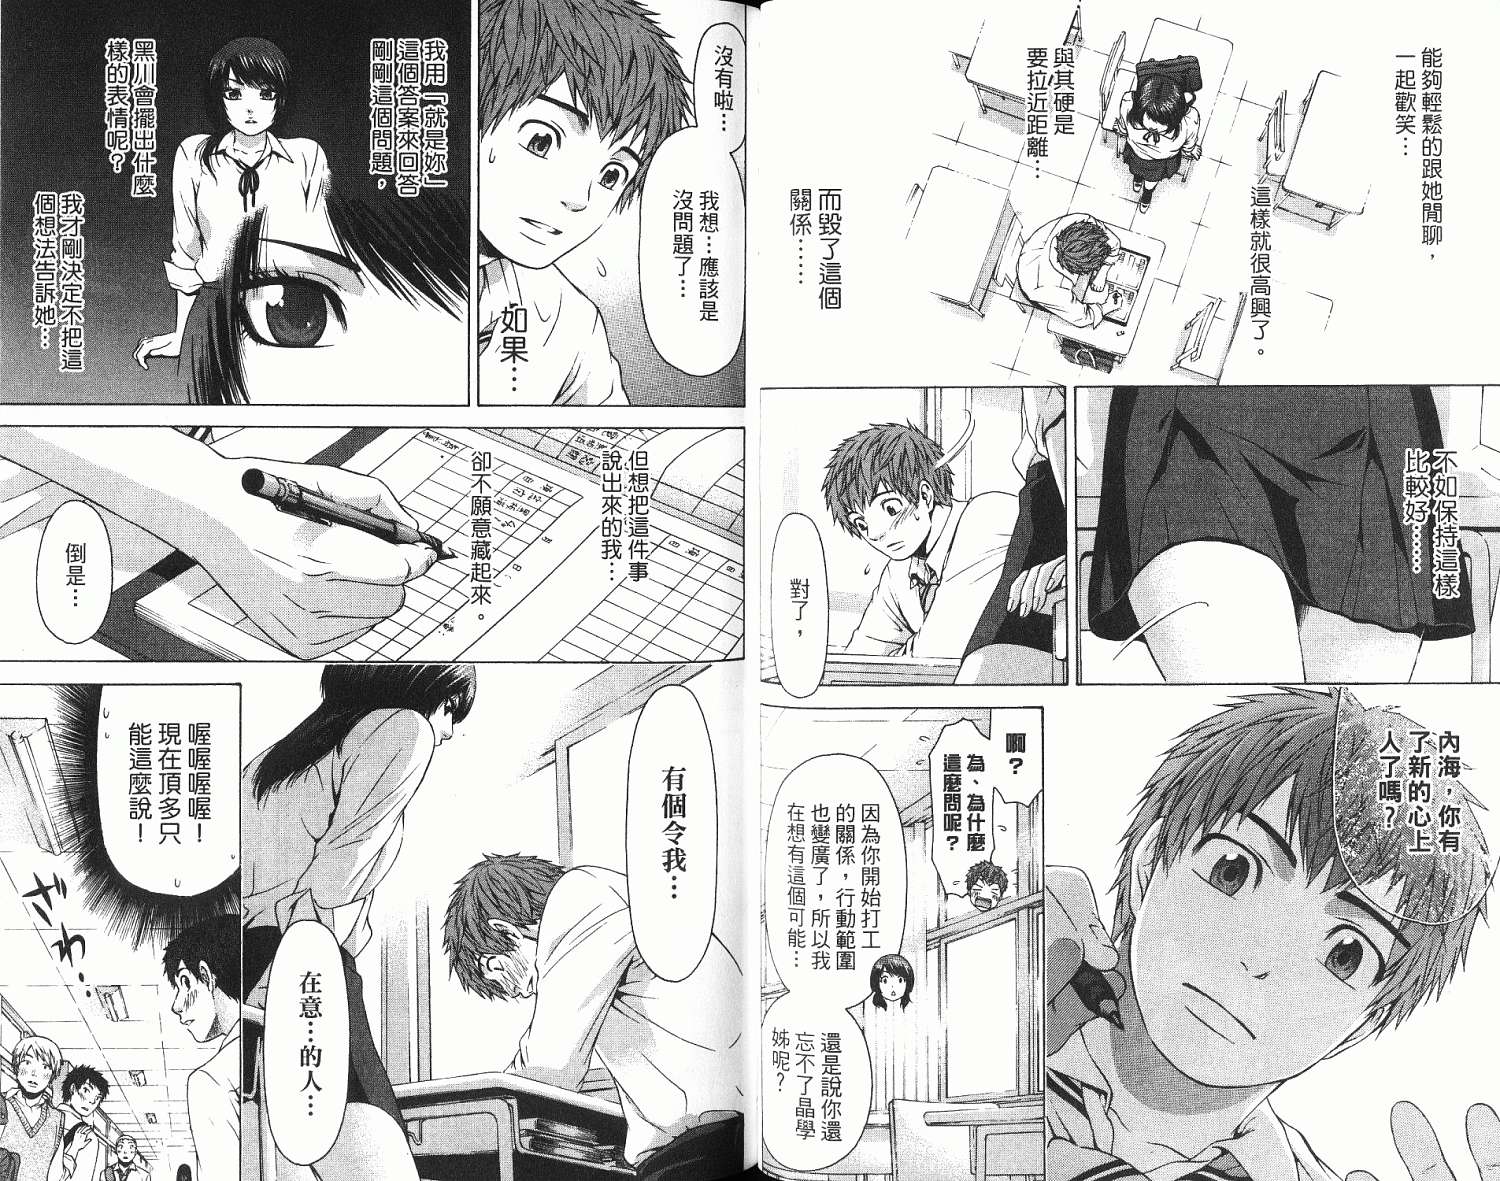 能夠輕鬆的跟她閒聊，
一起歡笑…
這樣就很高興了。
與其硬是
要拉近距離…
而毀了這個
關係……
不如保持這樣
比較好……
對了，
內海，你有
了新的心上
人了嗎？
啊？
為、為什麼
這麼問呢？
因為你開始打工
的關係，行動範圍
也變廣了，所以我
在想有這個可能…
還是說你還
忘不了晶學
姊呢？
沒有啦…
我想…應該是
沒問題了…
如果…
我用「就是妳」
這個答案來回答
剛剛這個問題，
黑川會擺出什麼
樣的表情呢？
我才剛決定不把這
個想法告訴她…
但想把這件事
說出來的我…
卻不願意藏起來。
倒是…
有個令我…
在意…的人…
喔喔喔喔！
現在頂多只
能這麼說！
ざわっ